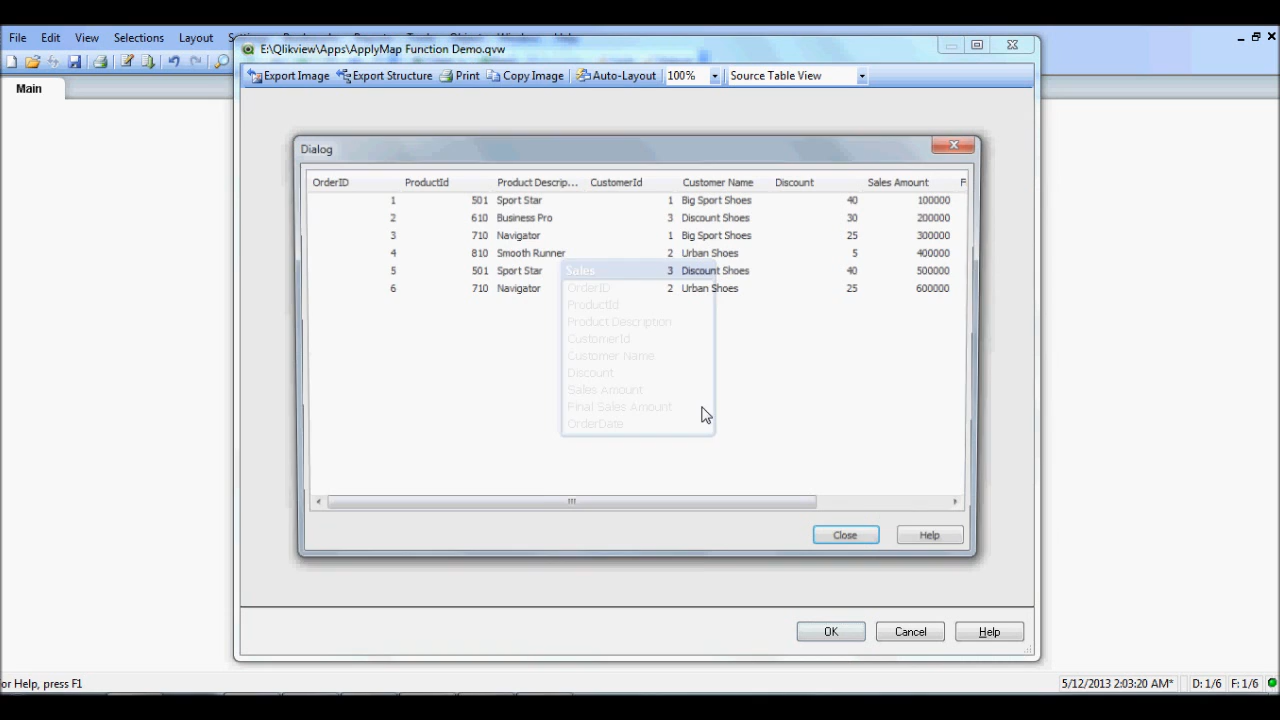 E:\Qlikview\Apps\ApplyMap Function Demo.qvw
File Edit View Selections Layout
Export Image Export Structure Print Copy Image Auto-Layout 100% Source Table View
Main
Dialog
OrderID ProductId Product Descrip... CustomerId Customer Name Discount Sales Amount F
1 501 Sport Star 1 Big Sport Shoes 40 100000
2 610 Business Pro 3 Discount Shoes 30 200000
3 710 Navigator 1 Big Sport Shoes 25 300000
4 810 Smooth Runner 2 Urban Shoes 5 400000
5 501 Sport Star 3 Discount Shoes 40 500000
6 710 Navigator 2 Urban Shoes 25 600000
Sales
OrderID
ProductId
Product Description
CustomerId
Customer Name
Discount
Sales Amount
Final Sales Amount
OrderDate
Close Help
OK Cancel Help
or Help, press F1 5/12/2013 2:03:20 AM* D: 1/6 F: 1/6